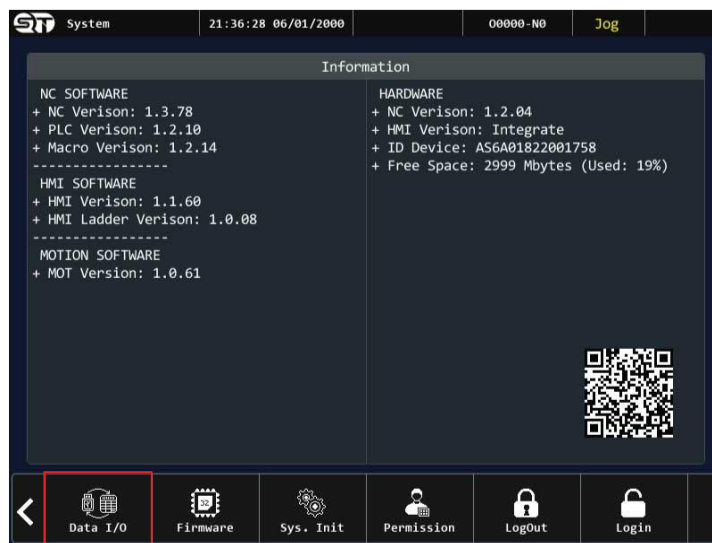 System 21:36:28 06/01/2000 O0000-N0 Jog
Information
NC SOFTWARE
+ NC Verison: 1.3.78
+ PLC Verison: 1.2.10
+ Macro Verison: 1.2.14
-----------------
HMI SOFTWARE
+ HMI Verison: 1.1.60
+ HMI Ladder Verison: 1.0.08
-----------------
MOTION SOFTWARE
+ MOT Version: 1.0.61
HARDWARE
+ NC Verison: 1.2.04
+ HMI Verison: Integrate
+ ID Device: AS6A01822001758
+ Free Space: 2999 Mbytes (Used: 19%)
32
Data I/O Firmware Sys. Init Permission LogOut Login